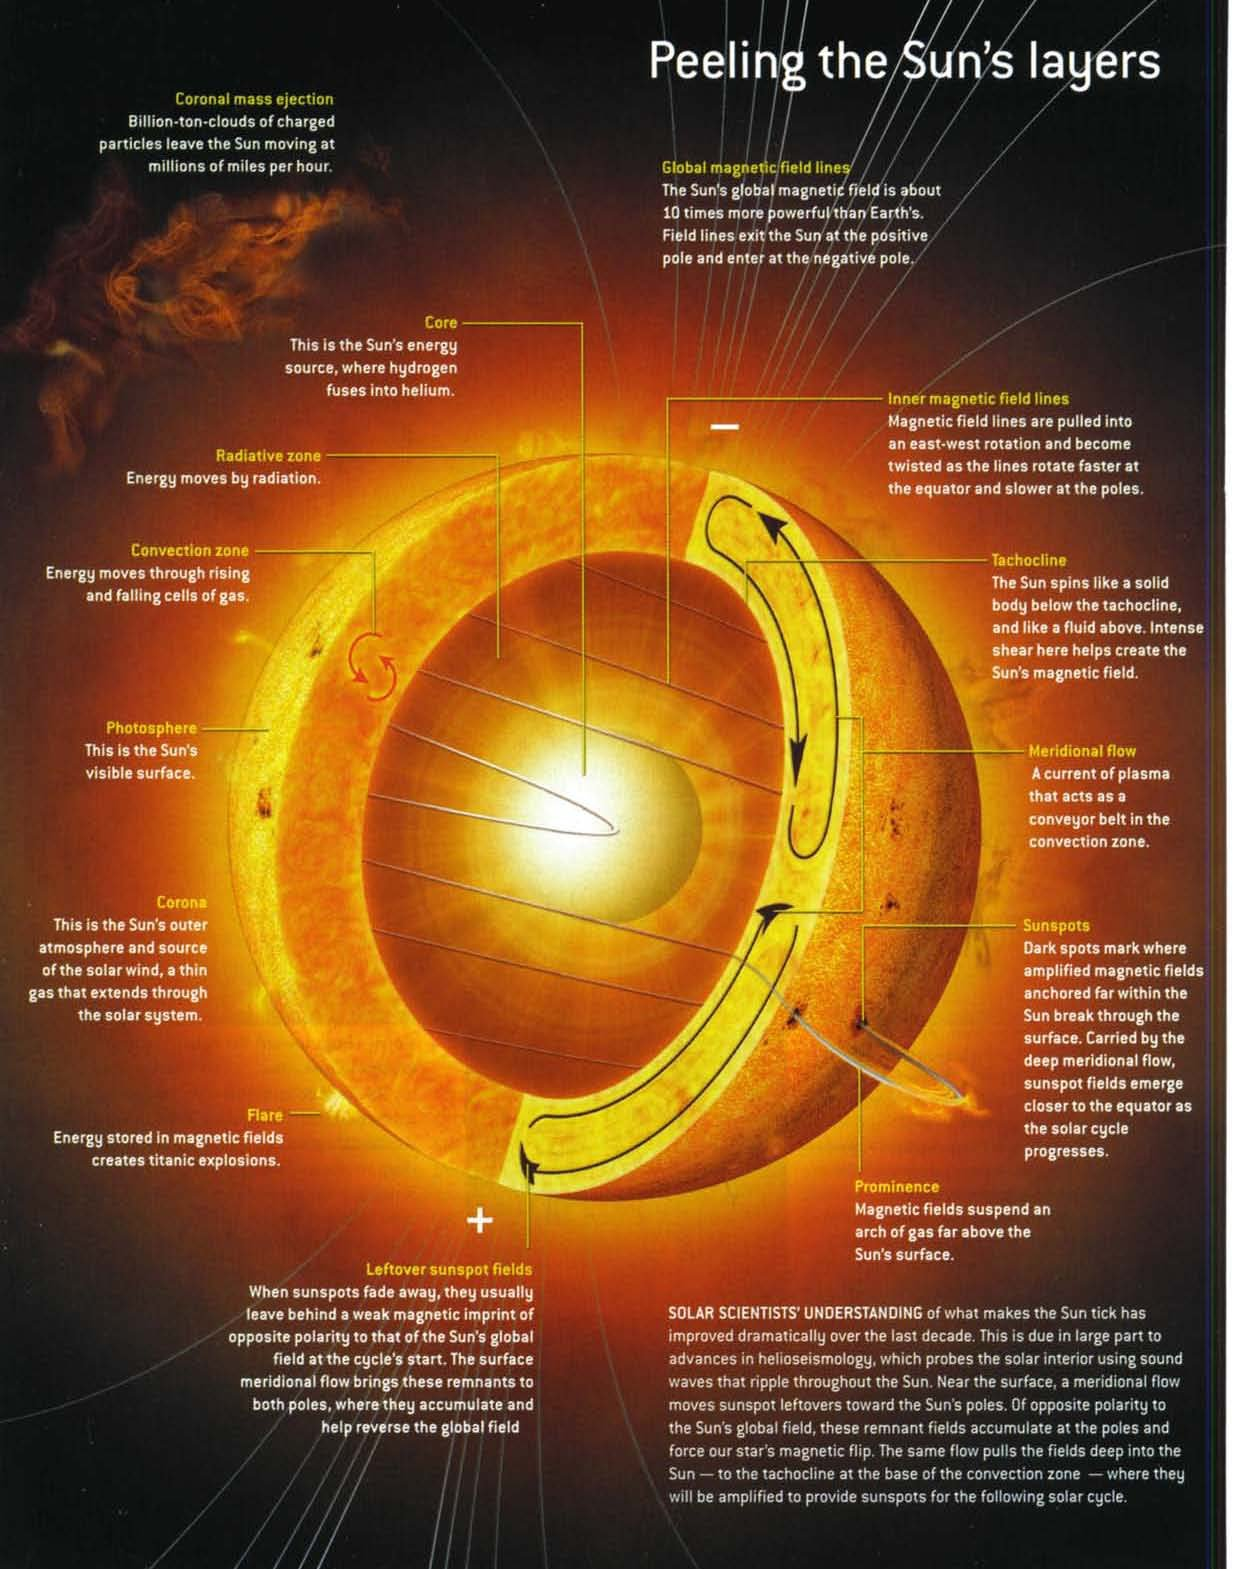 Peeling the Sun's layers
Coronal mass ejection
Billion-ton-clouds of charged
particles leave the Sun moving at
millions of miles per hour.
Global magnetic field lines
The Sun's global magnetic field is about
10 times more powerful than Earth's.
Field lines exit the Sun at the positive
pole and enter at the negative pole.
Core
This is the Sun's energy
source, where hydrogen
fuses into helium.
Inner magnetic field lines
Magnetic field lines are pulled into
an east-west rotation and become
twisted as the lines rotate faster at
the equator and slower at the poles.
−
Radiative zone
Energy moves by radiation.
Convection zone
Energy moves through rising
and falling cells of gas.
Tachocline
The Sun spins like a solid
body below the tachocline,
and like a fluid above. Intense
shear here helps create the
Sun's magnetic field.
Photosphere
This is the Sun's
visible surface.
Meridional flow
A current of plasma
that acts as a
conveyor belt in the
convection zone.
Corona
This is the Sun's outer
atmosphere and source
of the solar wind, a thin
gas that extends through
the solar system.
Sunspots
Dark spots mark where
amplified magnetic fields
anchored far within the
Sun break through the
surface. Carried by the
deep meridional flow,
sunspot fields emerge
closer to the equator as
the solar cycle
progresses.
Flare
Energy stored in magnetic fields
creates titanic explosions.
Prominence
Magnetic fields suspend an
arch of gas far above the
Sun's surface.
+
Leftover sunspot fields
When sunspots fade away, they usually
leave behind a weak magnetic imprint of
opposite polarity to that of the Sun's global
field at the cycle's start. The surface
meridional flow brings these remnants to
both poles, where they accumulate and
help reverse the global field
SOLAR SCIENTISTS' UNDERSTANDING of what makes the Sun tick has
improved dramatically over the last decade. This is due in large part to
advances in helioseismology, which probes the solar interior using sound
waves that ripple throughout the Sun. Near the surface, a meridional flow
moves sunspot leftovers toward the Sun's poles. Of opposite polarity to
the Sun's global field, these remnant fields accumulate at the poles and
force our star's magnetic flip. The same flow pulls the fields deep into the
Sun — to the tachocline at the base of the convection zone — where they
will be amplified to provide sunspots for the following solar cycle.